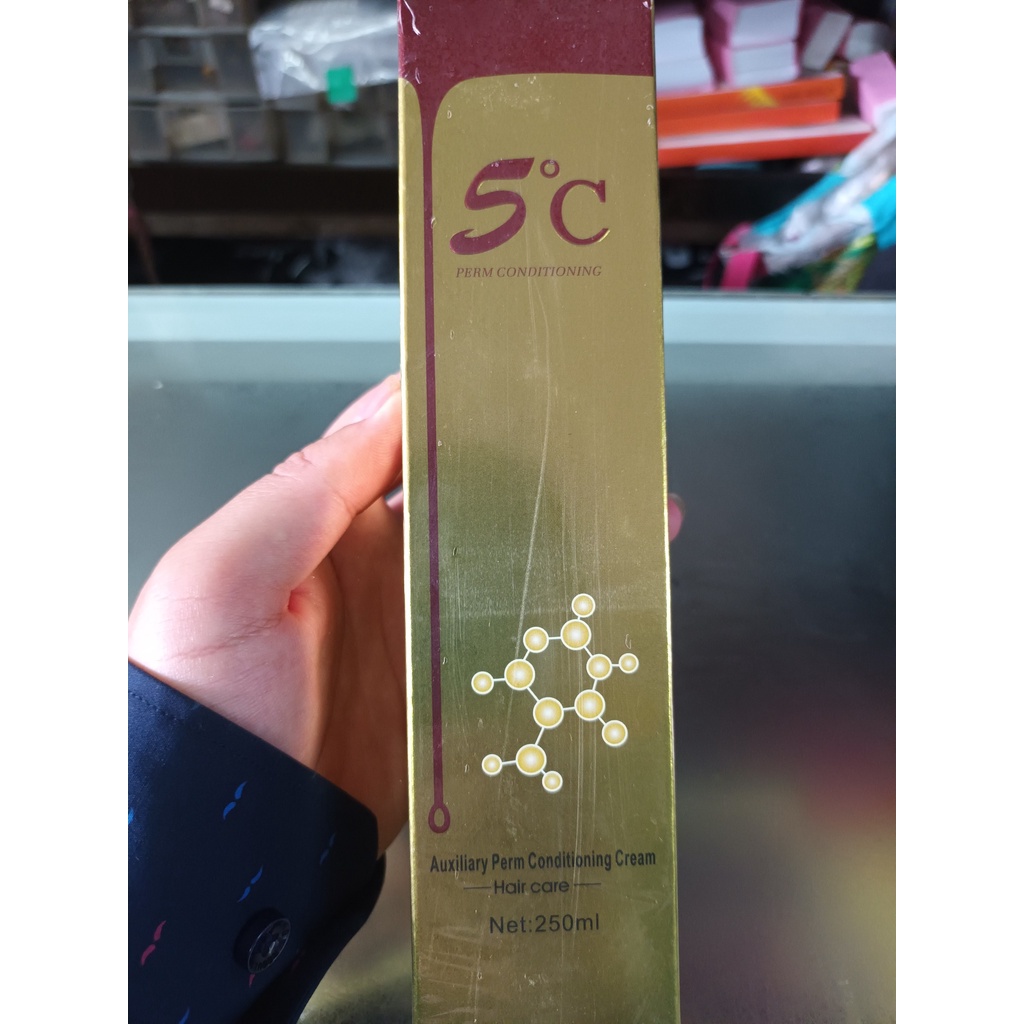 5°C
PERM CONDITIONING
Auxiliary Perm Conditioning Cream
Hair care
Net:250ml